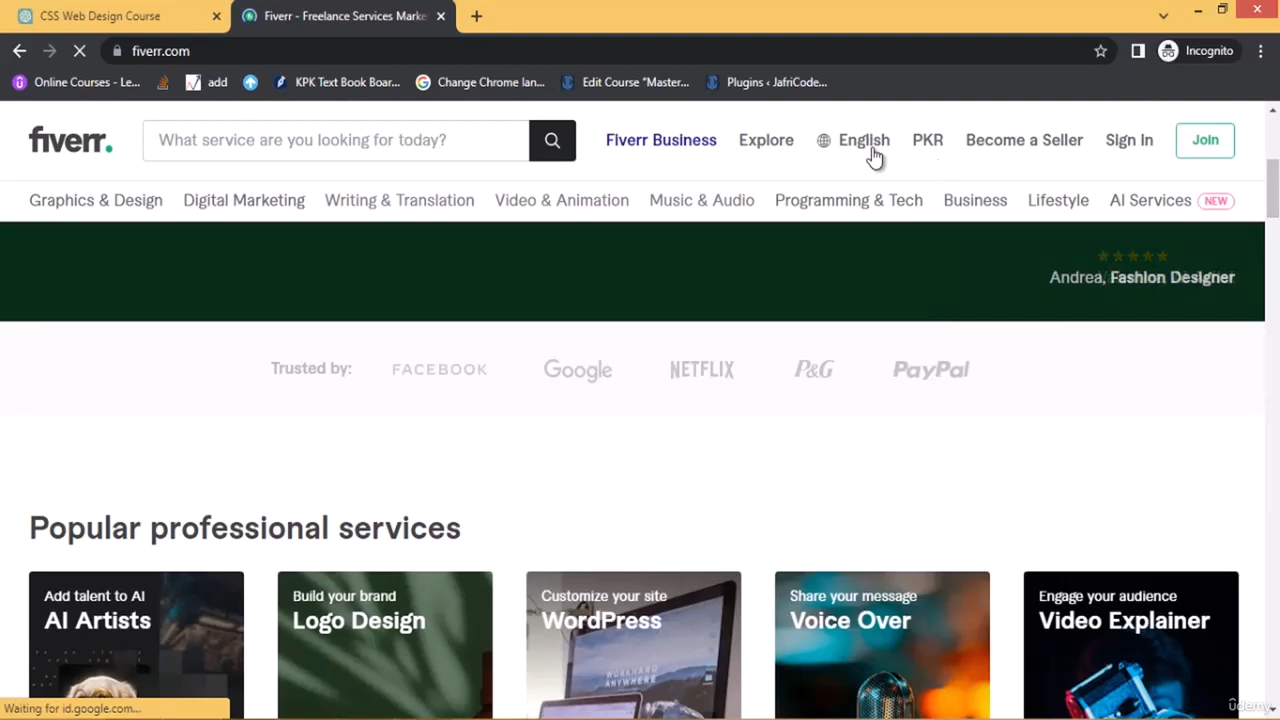 CSS Web Design Course
Fiverr - Freelance Services Marke
fiverr.com
Incognito
Online Courses - Le...
add
KPK Text Book Boar...
Change Chrome lan...
Edit Course "Master...
Plugins ‹ JafriCode...
fiverr.
What service are you looking for today?
Fiverr Business
Explore
English
PKR
Become a Seller
Sign In
Join
Graphics & Design
Digital Marketing
Writing & Translation
Video & Animation
Music & Audio
Programming & Tech
Business
Lifestyle
AI Services NEW
Andrea, Fashion Designer
Trusted by:
FACEBOOK
Google
NETFLIX
P&G
PayPal
Popular professional services
Add talent to AI
AI Artists
Build your brand
Logo Design
Customize your site
WordPress
WORK HARD
ANYWHERE
Share your message
Voice Over
Engage your audience
Video Explainer
Waiting for id.google.com...
ûdemy